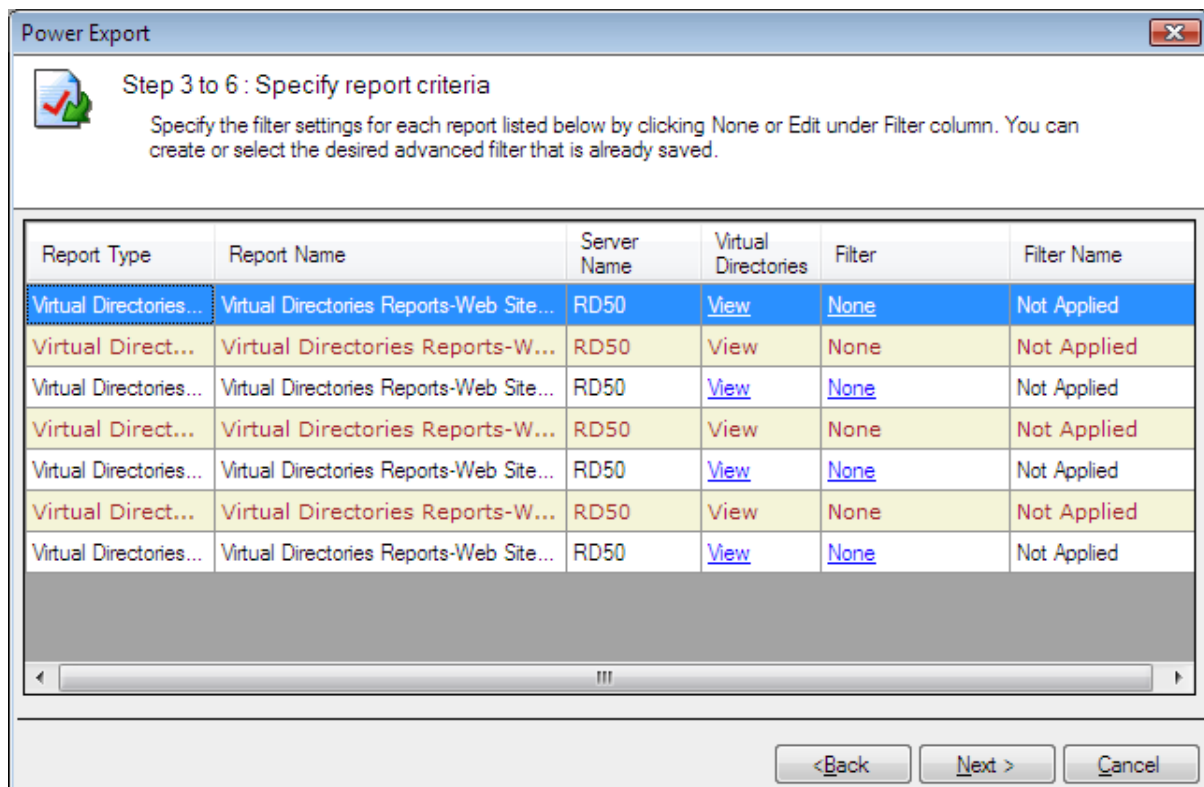 Power Export
Step 3 to 6 : Specify report criteria
Specify the filter settings for each report listed below by clicking None or Edit under Filter column. You can
create or select the desired advanced filter that is already saved.
Report Type Report Name Server Name Virtual Directories Filter Filter Name
Virtual Directories... Virtual Directories Reports-Web Site... RD50 View None Not Applied
Virtual Direct... Virtual Directories Reports-W... RD50 View None Not Applied
Virtual Directories... Virtual Directories Reports-Web Site... RD50 View None Not Applied
Virtual Direct... Virtual Directories Reports-W... RD50 View None Not Applied
Virtual Directories... Virtual Directories Reports-Web Site... RD50 View None Not Applied
Virtual Direct... Virtual Directories Reports-W... RD50 View None Not Applied
Virtual Directories... Virtual Directories Reports-Web Site... RD50 View None Not Applied
<Back Next > Cancel